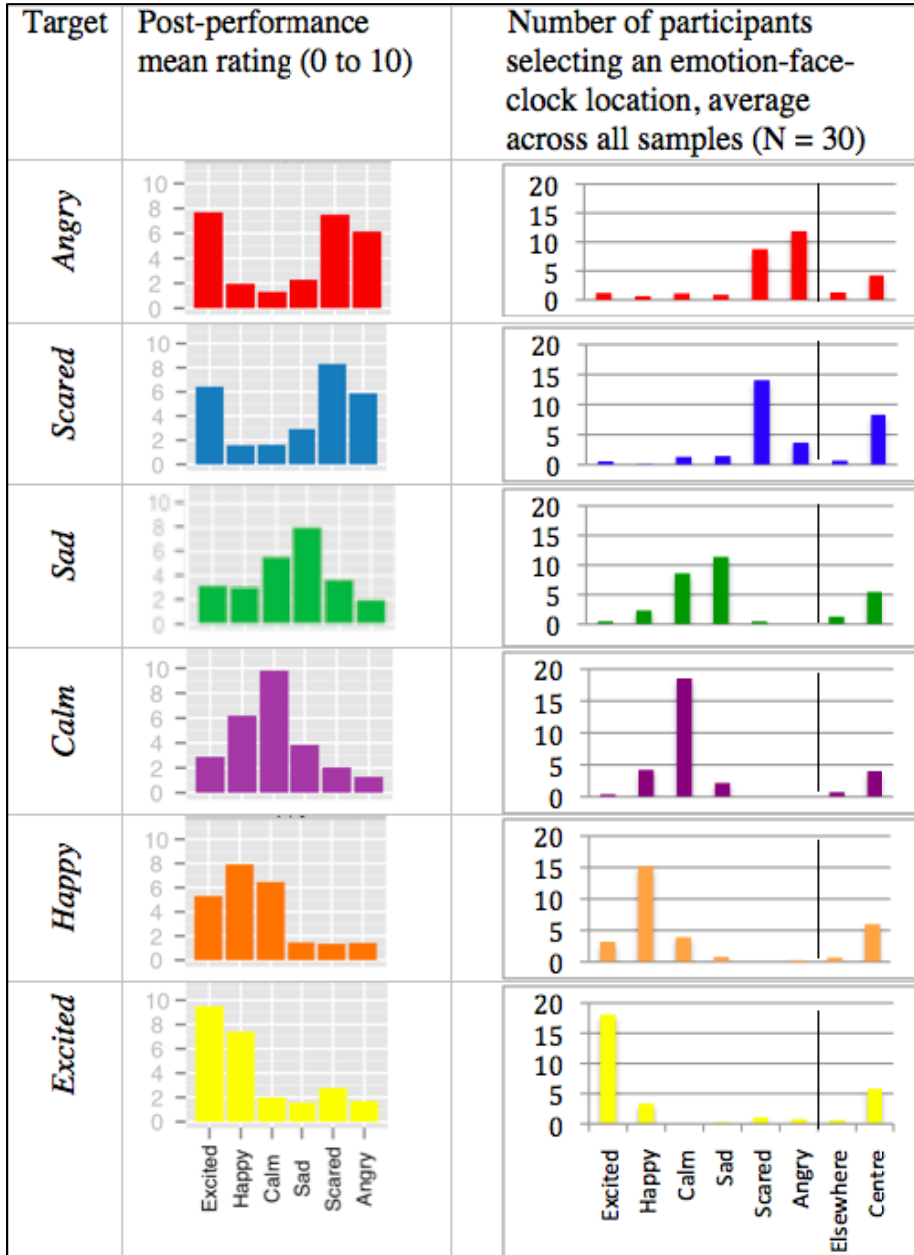 Target
Post-performance
mean rating (0 to 10)
Number of participants
selecting an emotion-face-
clock location, average
across all samples (N = 30)
Angry
10
8
6
4
2
0
20
15
10
5
0
Scared
10
8
6
4
2
0
20
15
10
5
0
Sad
10
8
6
4
2
0
20
15
10
5
0
Calm
10
8
6
4
2
0
20
15
10
5
0
Happy
10
8
6
4
2
0
20
15
10
5
0
Excited
10
8
6
4
2
0
20
15
10
5
0
Excited
Happy
Calm
Sad
Scared
Angry
Excited
Happy
Calm
Sad
Scared
Angry
Elsewhere
Centre